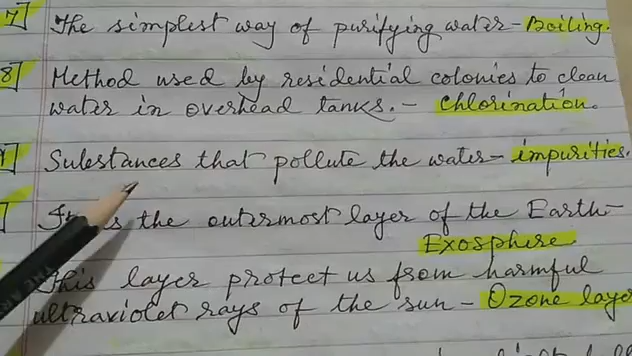 7] The simplest way of purifying water - Boiling.
8] Method used by residential colonies to clean
water in overhead tanks. - Chlorination.
] Substances that pollute the water - impurities.
] is the outermost layer of the Earth -
Exosphere.
This layer protect us from harmful
ultraviolet rays of the sun - Ozone layer